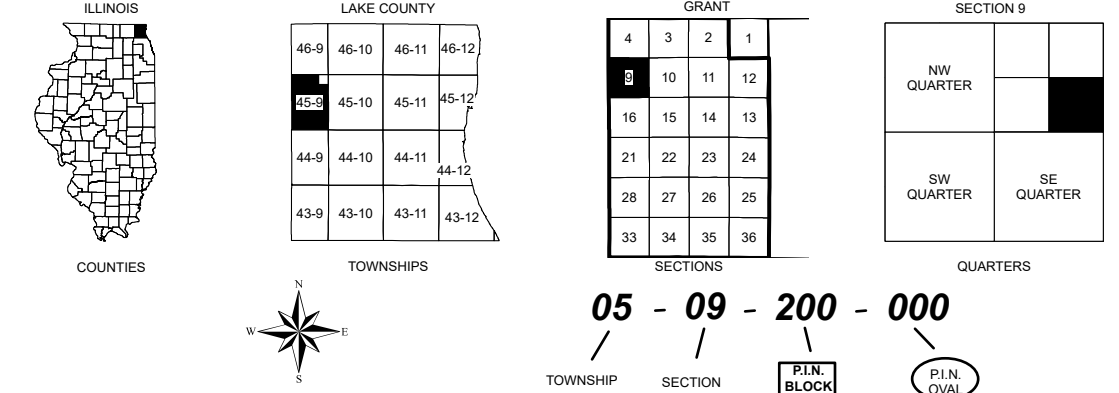 ILLINOIS
COUNTIES
LAKE COUNTY
46-9 46-10 46-11 46-12
45-9 45-10 45-11 45-12
44-9 44-10 44-11 44-12
43-9 43-10 43-11 43-12
TOWNSHIPS
GRANT
4 3 2 1
9 10 11 12
16 15 14 13
21 22 23 24
28 27 26 25
33 34 35 36
SECTIONS
SECTION 9
NW
QUARTER
SW
QUARTER
SE
QUARTER
QUARTERS
N
W E
S
05 - 09 - 200 - 000
TOWNSHIP
SECTION
P.I.N.
BLOCK
P.I.N.
OVAL